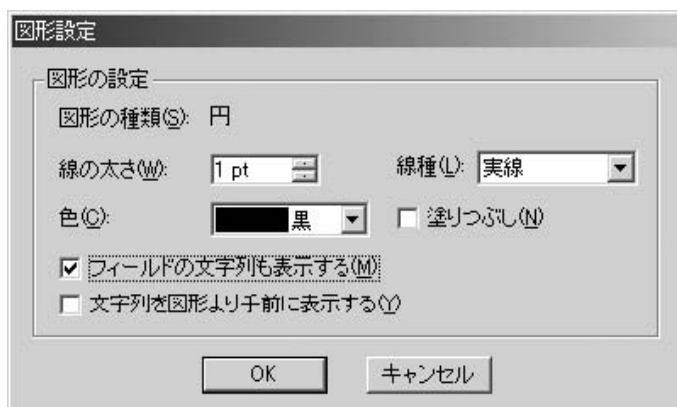 図形設定
図形の設定
図形の種類(S): 円
線の太さ(W): 1 pt 線種(L): 実線
色(C): 黒 塗りつぶし(N)
フィールドの文字列も表示する(M)
文字列を図形より手前に表示する(Y)
OK キャンセル